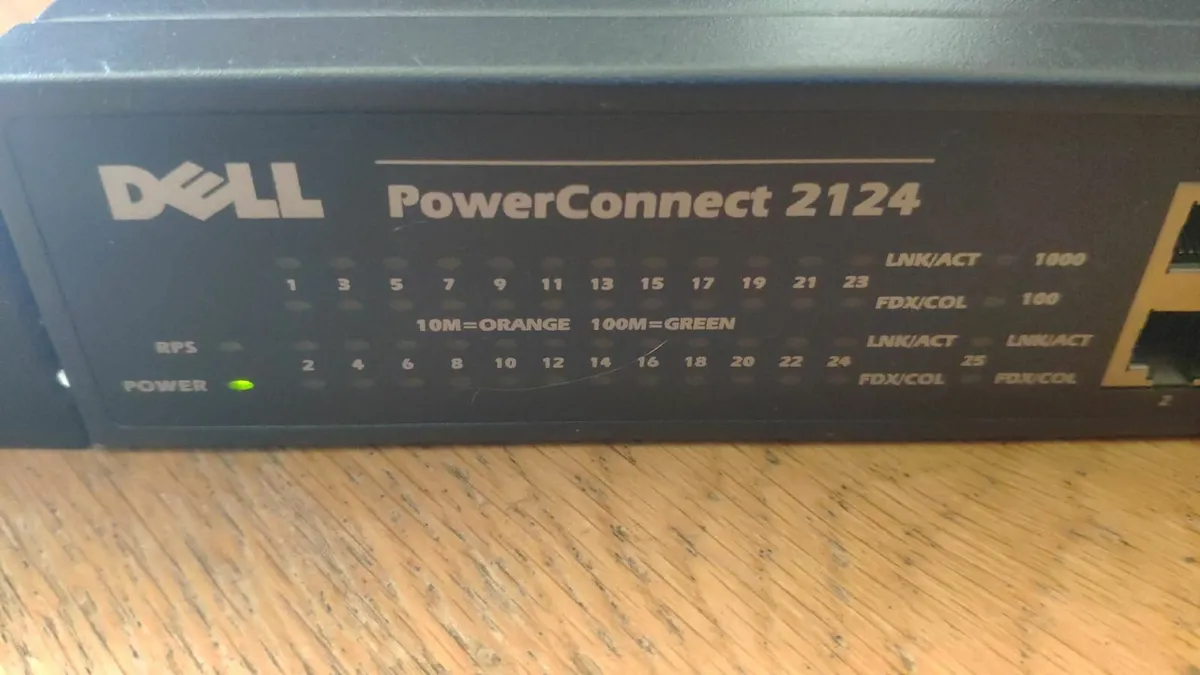 DELL
PowerConnect 2124
LNK/ACT 1000
1 3 5 7 9 11 13 15 17 19 21 23
FDX/COL 100
10M=ORANGE 100M=GREEN
RPS
LNK/ACT LNK/ACT
2 4 6 8 10 12 14 16 18 20 22 24 25
POWER
FDX/COL FDX/COL
2